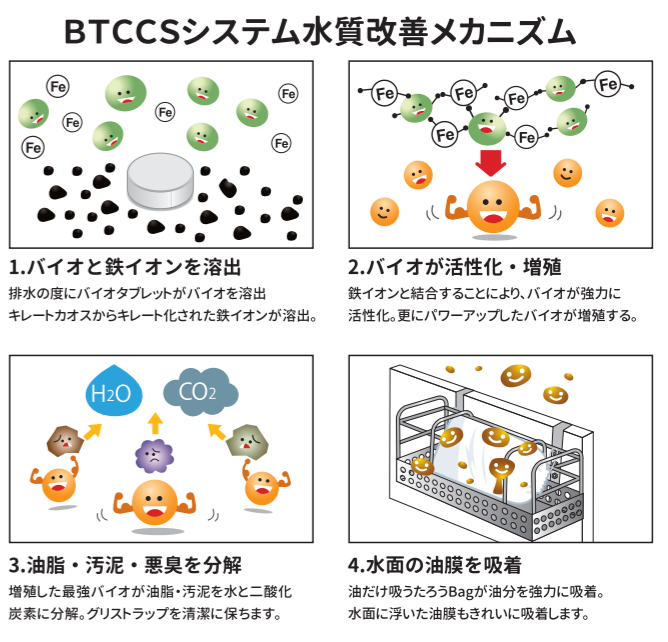 BTCCSシステム水質改善メカニズム
Fe Fe Fe Fe Fe Fe
Fe Fe Fe Fe Fe Fe
1.バイオと鉄イオンを溶出
排水の度にバイオタブレットがバイオを溶出
キレートカオスからキレート化された鉄イオンが溶出。
2.バイオが活性化・増殖
鉄イオンと結合することにより、バイオが強力に
活性化。更にパワーアップしたバイオが増殖する。
H2O CO2
3.油脂・汚泥・悪臭を分解
増殖した最強バイオが油脂・汚泥を水と二酸化
炭素に分解。グリストラップを清潔に保ちます。
4.水面の油膜を吸着
油だけ吸うたろうBagが油分を強力に吸着。
水面に浮いた油膜もきれいに吸着します。